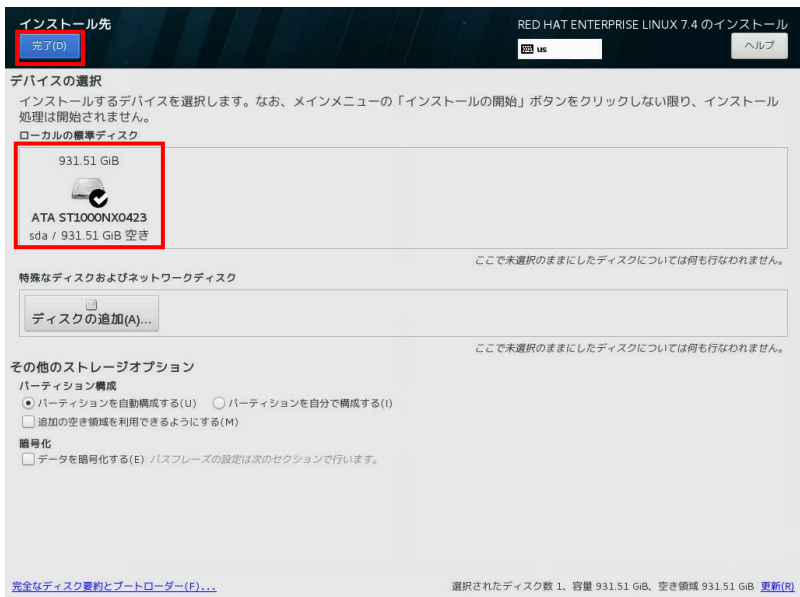 インストール先
RED HAT ENTERPRISE LINUX 7.4 のインストール
完了(D)
us
ヘルプ
デバイスの選択
インストールするデバイスを選択します。なお、メインメニューの「インストールの開始」ボタンをクリックしない限り、インストール
処理は開始されません。
ローカルの標準ディスク
931.51 GiB
ATA ST1000NX0423
sda / 931.51 GiB 空き
ここで未選択のままにしたディスクについては何も行なわれません。
特殊なディスクおよびネットワークディスク
ディスクの追加(A)...
ここで未選択のままにしたディスクについては何も行なわれません。
その他のストレージオプション
パーティション構成
パーティションを自動構成する(U) パーティションを自分で構成する(I)
追加の空き領域を利用できるようにする(M)
暗号化
データを暗号化する(E) パスフレーズの設定は次のセクションで行います。
完全なディスク要約とブートローダー(F)...
選択されたディスク数 1、容量 931.51 GiB、空き領域 931.51 GiB 更新(R)